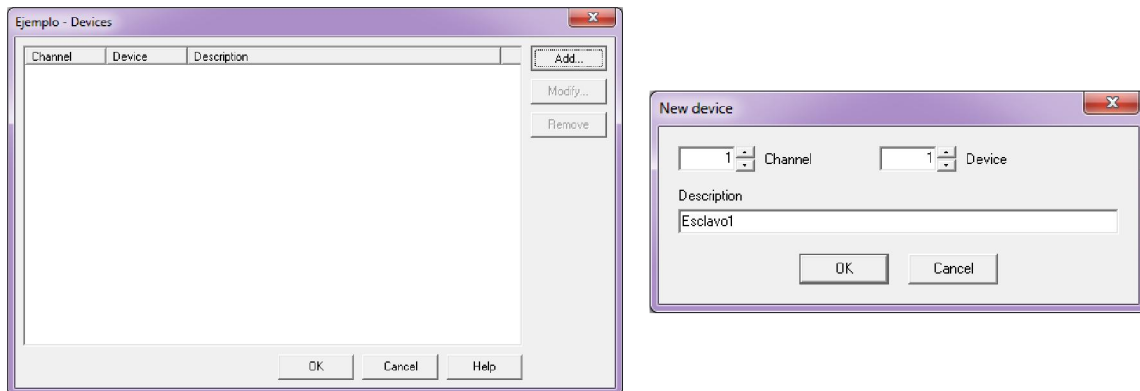 Ejemplo - Devices
Channel Device Description
Add...
Modify...
Remove
OK Cancel Help
New device
1 Channel 1 Device
Description
Esclavo1
OK Cancel